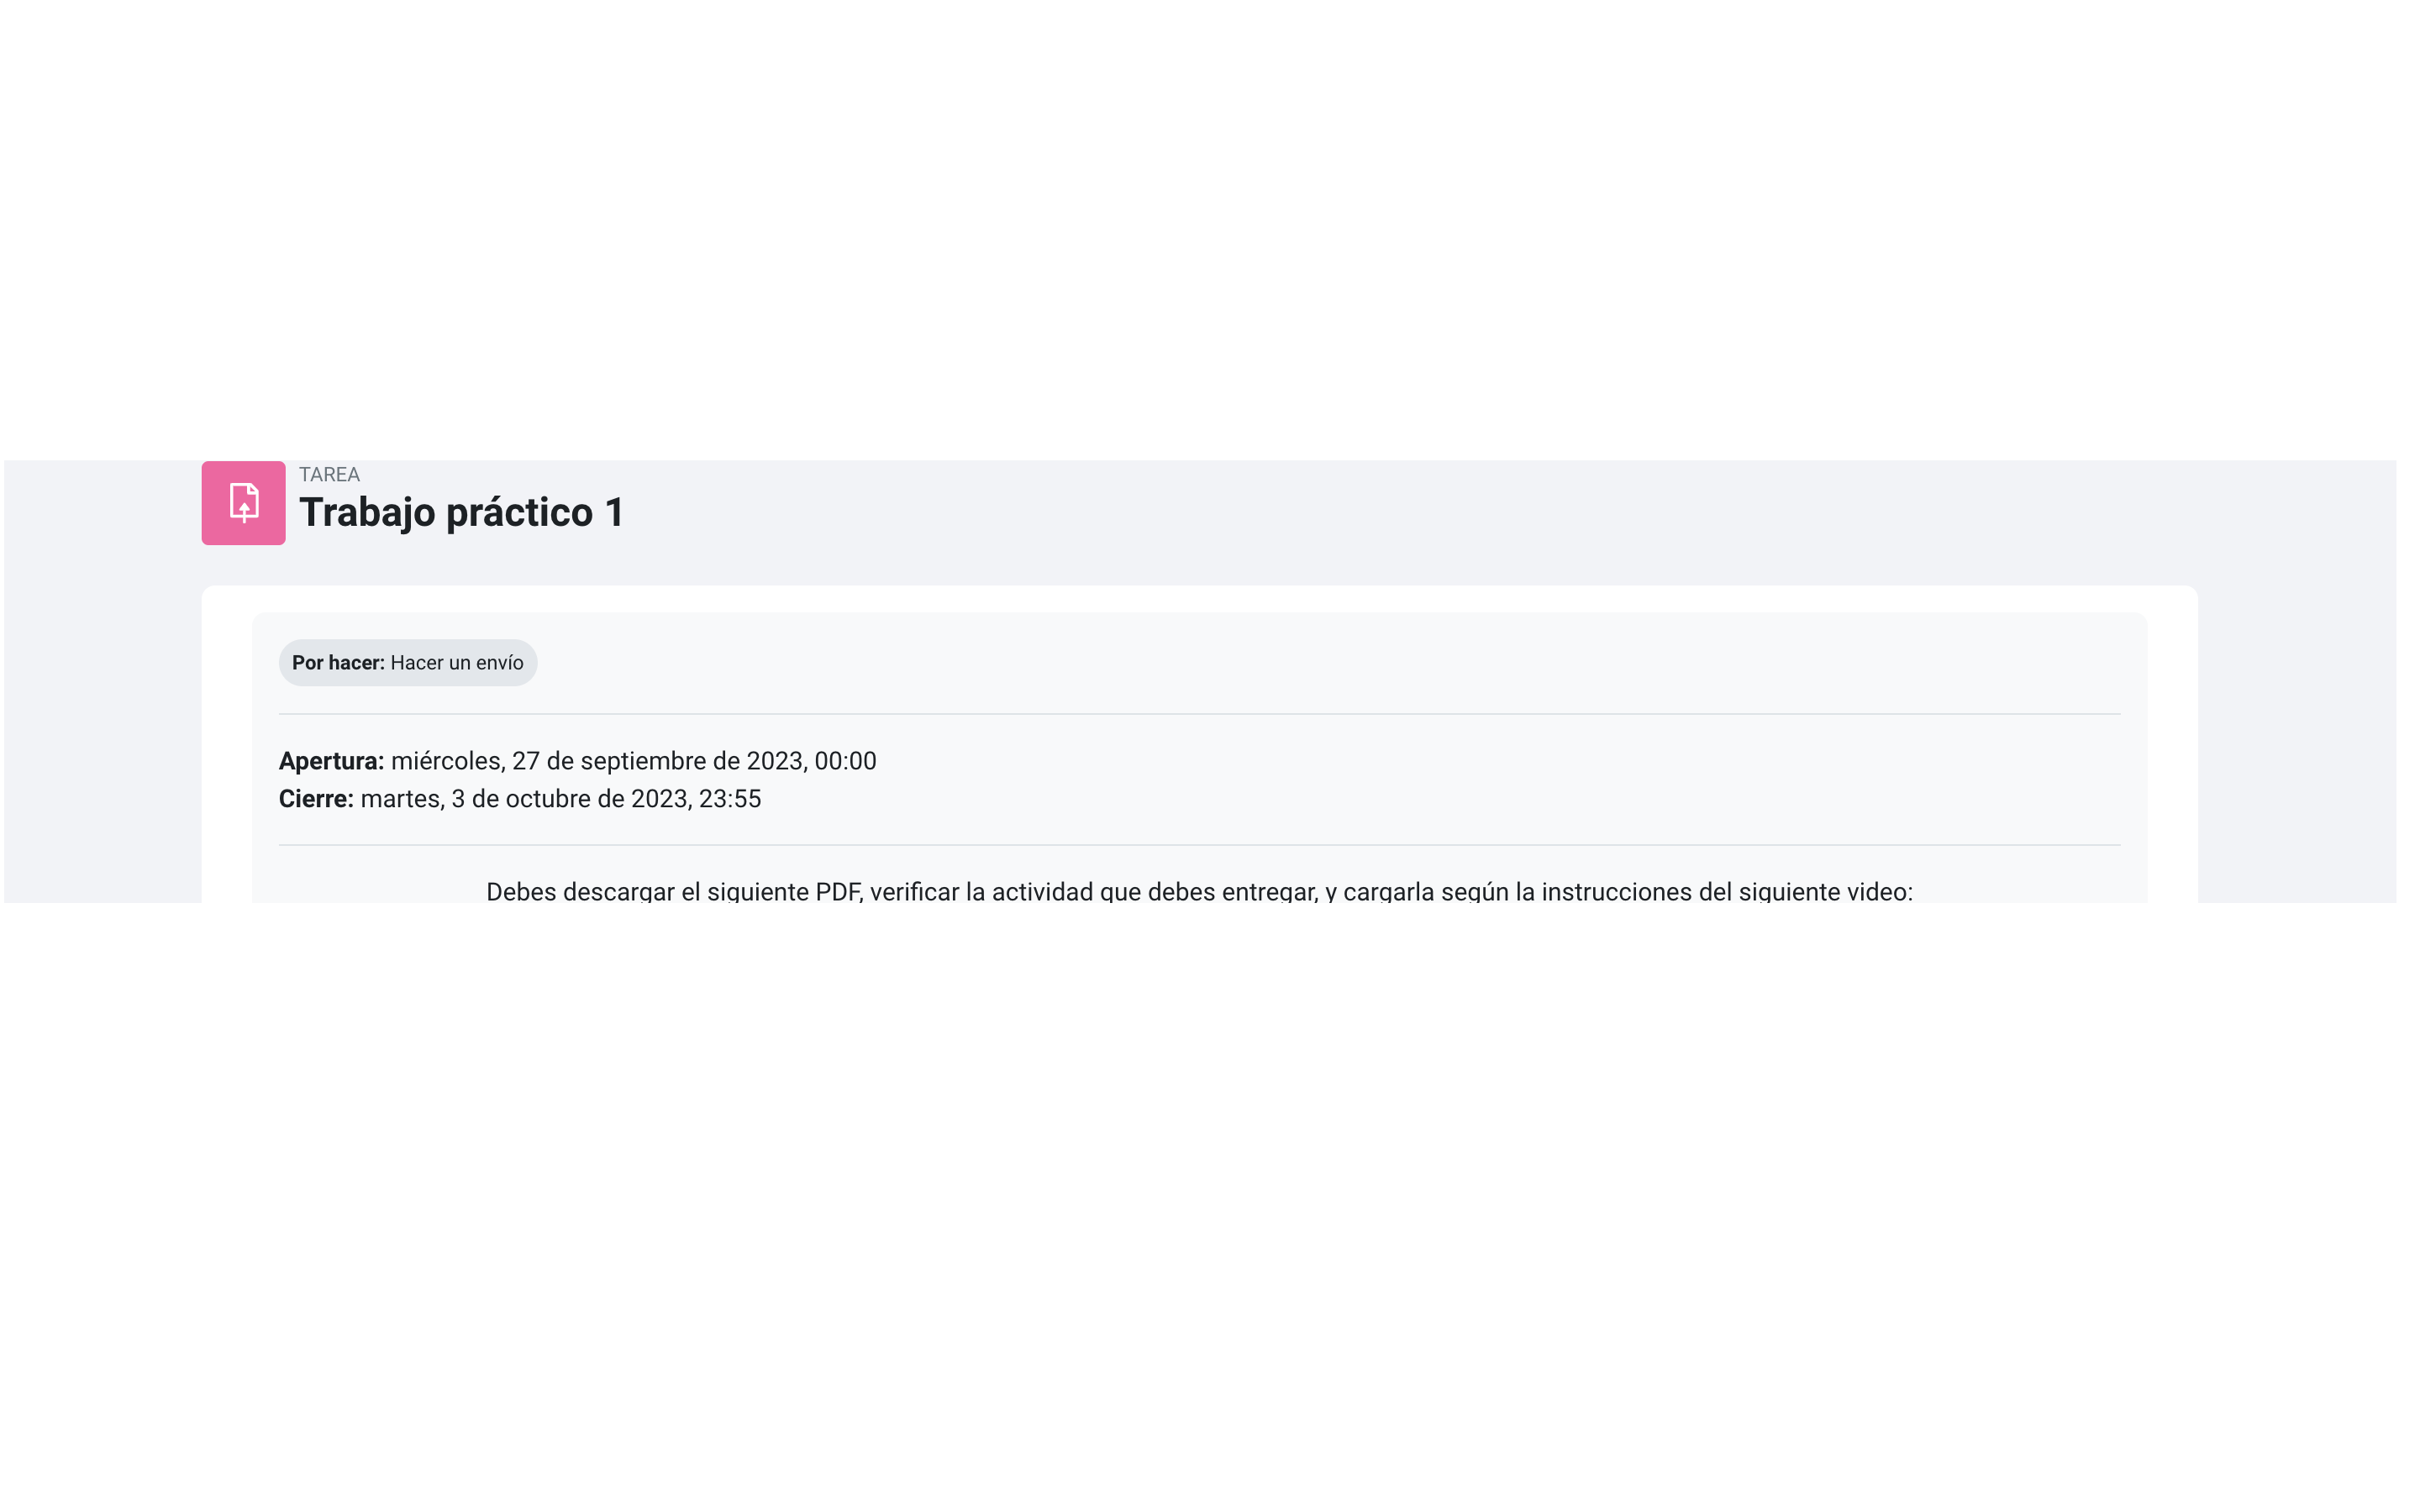 TAREA
Trabajo práctico 1
Por hacer: Hacer un envío
Apertura: miércoles, 27 de septiembre de 2023, 00:00
Cierre: martes, 3 de octubre de 2023, 23:55
Debes descargar el siguiente PDF, verificar la actividad que debes entregar, y cargarla según la instrucciones del siguiente video: